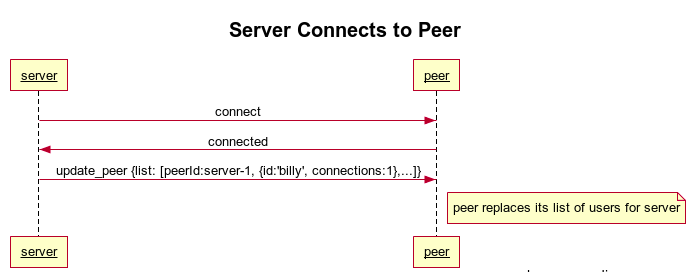 Server Connects to Peer
server peer
connect
connected
update_peer {list: [peerId:server-1, {id:'billy', connections:1},...]}
peer replaces its list of users for server
server peer